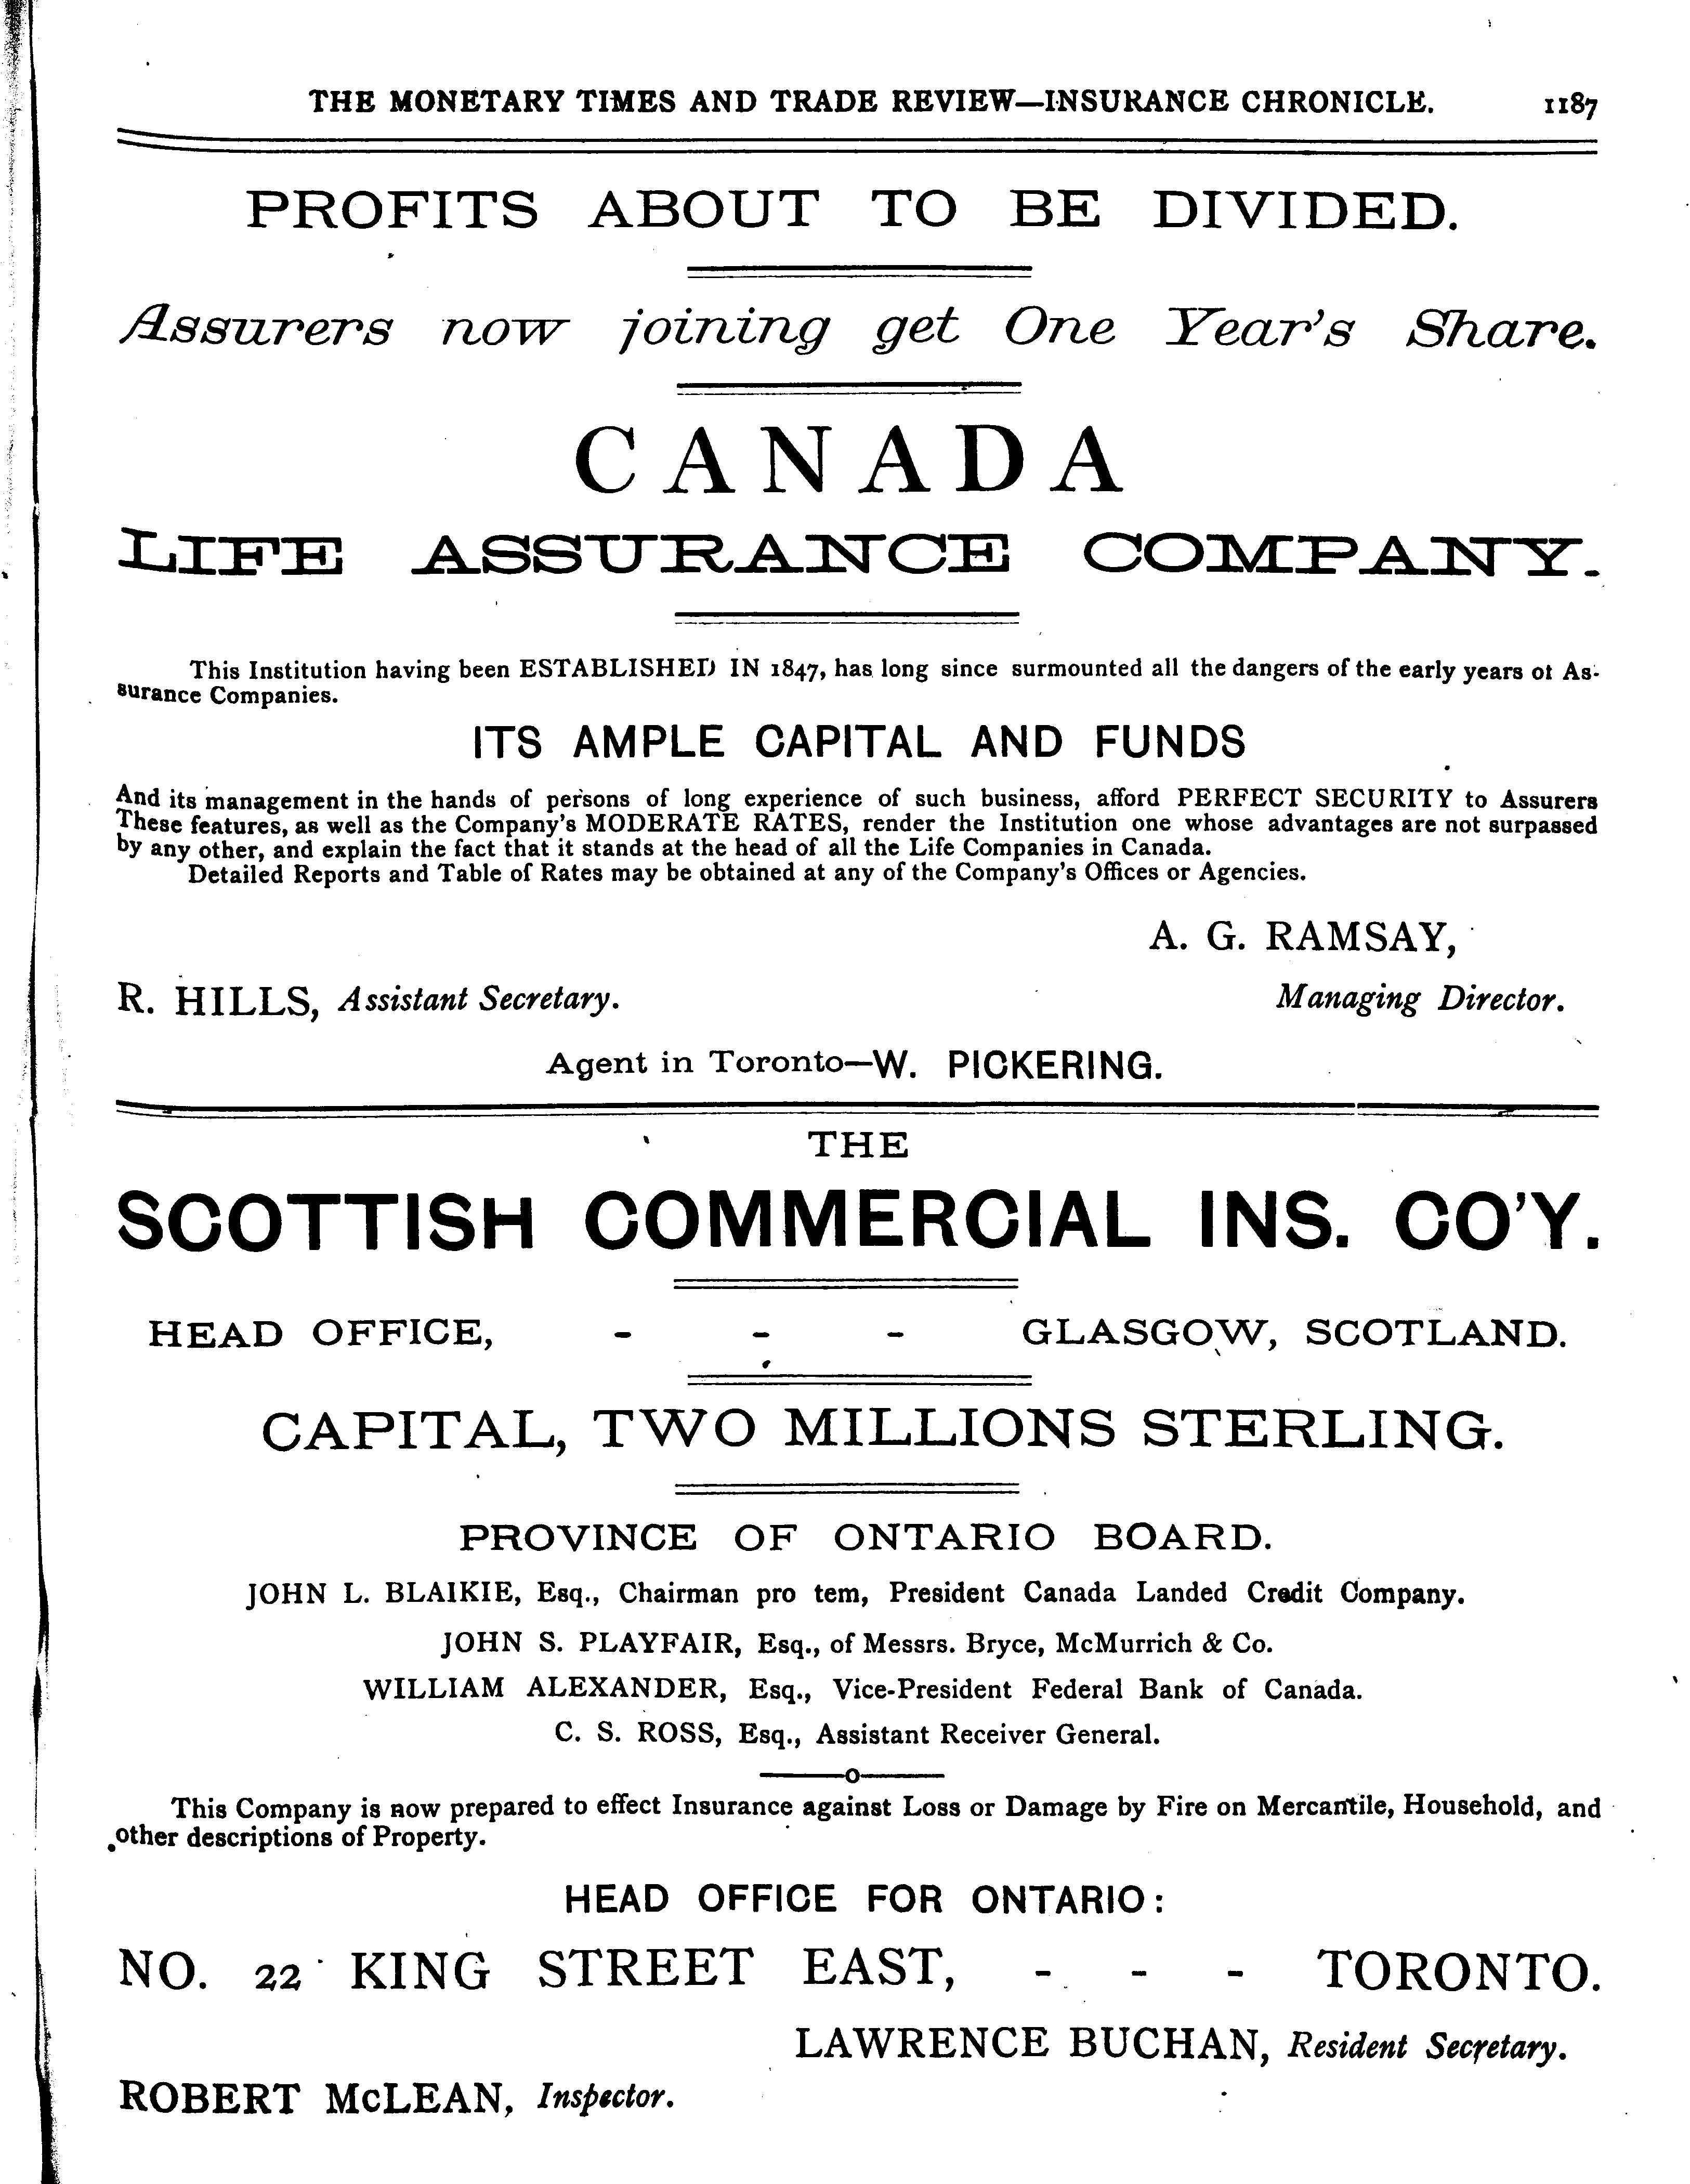 THE MONETARY TIMES AND TRADE REVIEW—INSURANCE CHRONICLE. 1187
PROFITS ABOUT TO BE DIVIDED.
Assurers now joining get One Year's Share.
CANADA
LIFE ASSURANCE COMPANY.
This Institution having been ESTABLISHED IN 1847, has long since surmounted all the dangers of the early years of As-
surance Companies.
ITS AMPLE CAPITAL AND FUNDS
And its management in the hands of persons of long experience of such business, afford PERFECT SECURITY to Assurers
These features, as well as the Company's MODERATE RATES, render the Institution one whose advantages are not surpassed
by any other, and explain the fact that it stands at the head of all the Life Companies in Canada.
Detailed Reports and Table of Rates may be obtained at any of the Company's Offices or Agencies.
A. G. RAMSAY,
R. HILLS, Assistant Secretary. Managing Director.
Agent in Toronto—W. PICKERING.
THE
SCOTTISH COMMERCIAL INS. CO'Y.
HEAD OFFICE, - - - GLASGOW, SCOTLAND.
CAPITAL, TWO MILLIONS STERLING.
PROVINCE OF ONTARIO BOARD.
JOHN L. BLAIKIE, Esq., Chairman pro tem, President Canada Landed Credit Company.
JOHN S. PLAYFAIR, Esq., of Messrs. Bryce, McMurrich & Co.
WILLIAM ALEXANDER, Esq., Vice-President Federal Bank of Canada.
C. S. ROSS, Esq., Assistant Receiver General.
This Company is now prepared to effect Insurance against Loss or Damage by Fire on Mercantile, Household, and
other descriptions of Property.
HEAD OFFICE FOR ONTARIO:
NO. 22 KING STREET EAST, - - - TORONTO.
LAWRENCE BUCHAN, Resident Secretary.
ROBERT McLEAN, Inspector.